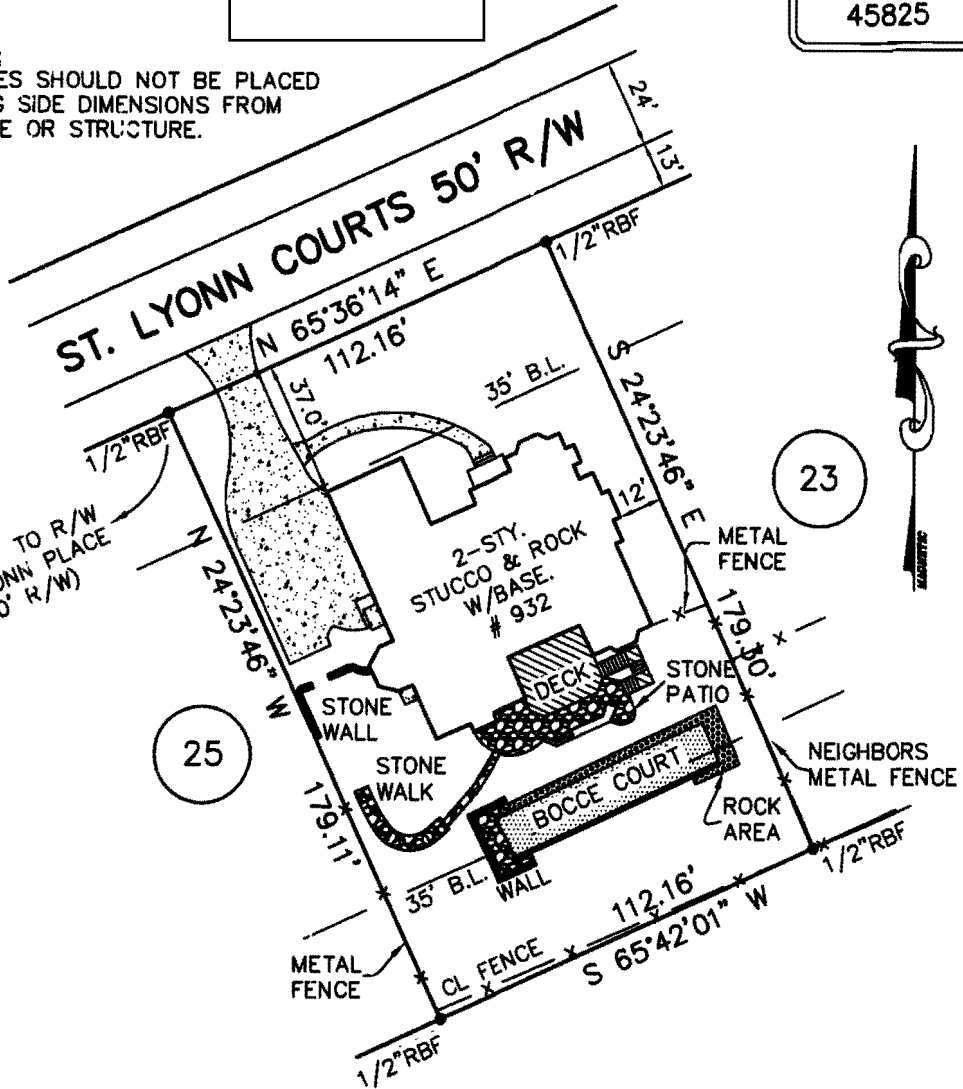 45825
ES SHOULD NOT BE PLACED
SIDE DIMENSIONS FROM
E OR STRUCTURE.
24'
13'
ST. LYONN COURTS 50' R/W
1/2"RBF
N 65°36'14" E
112.16'
37.0'
35' B.L.
S 24°23'46" E
179.30'
1/2"RBF
TO R/W
ONN PLACE
0' R/W)
N 24°23'46" W
179.11'
12'
23
METAL
FENCE
2-STY.
STUCCO & ROCK
W/BASE.
# 932
DECK
STONE
PATIO
STONE
WALL
25
STONE
WALK
BOCCE COURT
NEIGHBORS
METAL FENCE
ROCK
AREA
35' B.L.
WALL
1/2"RBF
112.16'
S 65°42'01" W
CL FENCE
METAL
FENCE
1/2"RBF
MAGNETIC